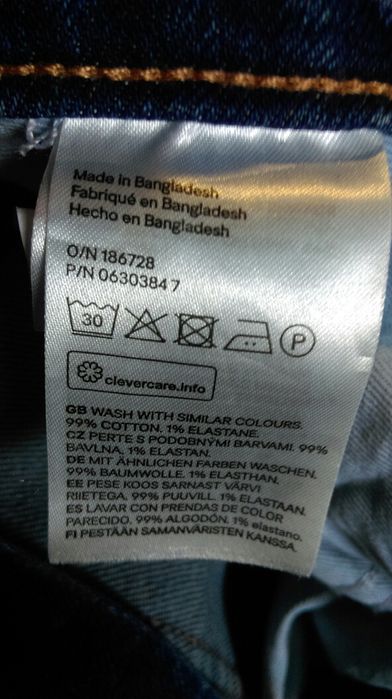 Made in Bangladesh
Fabriqué en Bangladesh
Hecho en Bangladesh
O/N 186728
P/N 0630384 7
30 P
clevercare.info
GB WASH WITH SIMILAR COLOURS.
99% COTTON. 1% ELASTANE.
CZ PERTE S PODOBNÝMI BARVAMI. 99%
BAVLNA, 1% ELASTAN.
DE MIT ÄHNLICHEN FARBEN WASCHEN.
99% BAUMWOLLE. 1% ELASTHAN.
EE PESE KOOS SARNAST VÄRVI
RIIETEGA. 99% PUUVILL. 1% ELASTAAN.
ES LAVAR CON PRENDAS DE COLOR
PARECIDO. 99% ALGODÓN. 1% elastano.
FI PESTÄÄN SAMANVÄRISTEN KANSSA.